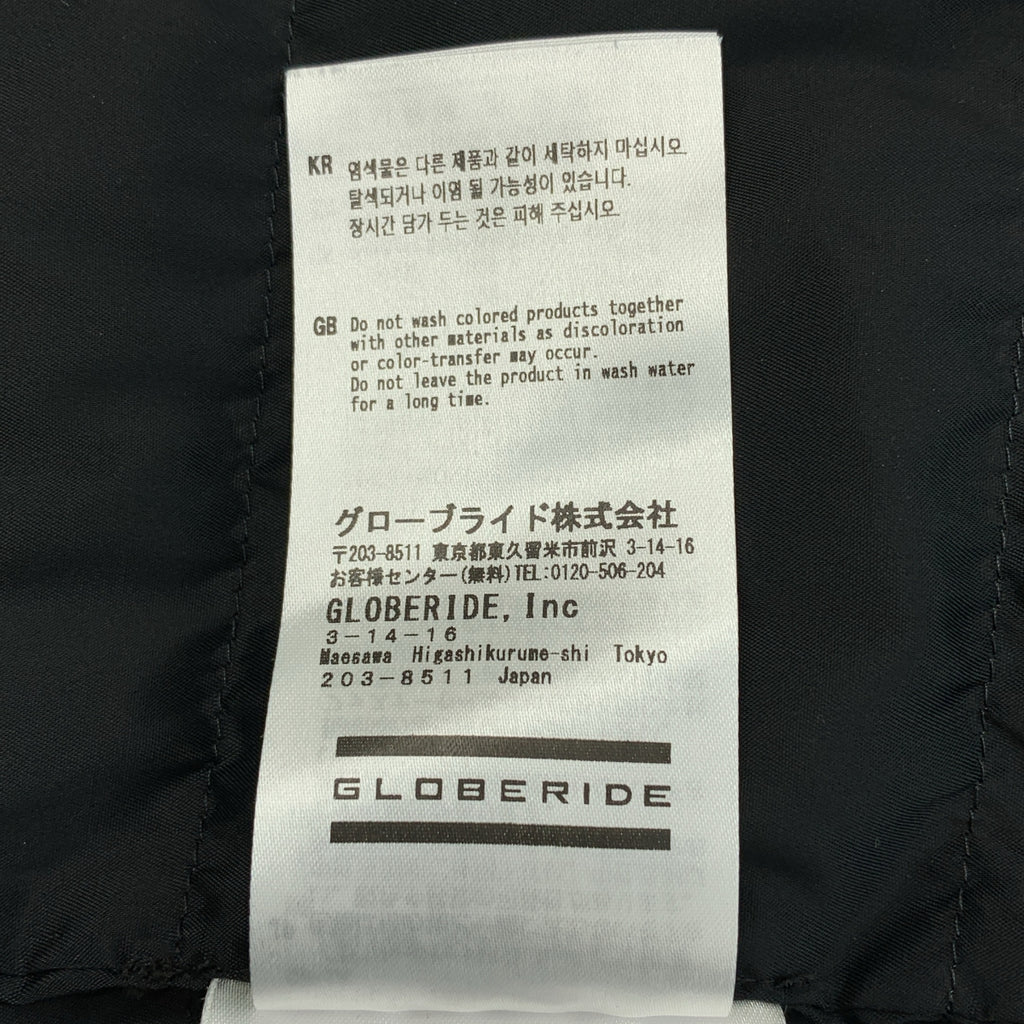 KR 염색물은 다른 제품과 같이 세탁하지 마십시오.
탈색되거나 이염 될 가능성이 있습니다.
장시간 담가 두는 것은 피해 주십시오.
GB Do not wash colored products together
with other materials as discoloration
or color-transfer may occur.
Do not leave the product in wash water
for a long time.
グローブライド株式会社
〒203-8511 東京都東久留米市前沢 3-14-16
お客様センター(無料)TEL:0120-506-204
GLOBERIDE, Inc
3-14-16
Maesawa Higashikurume-shi Tokyo
203-8511 Japan
GLOBERIDE